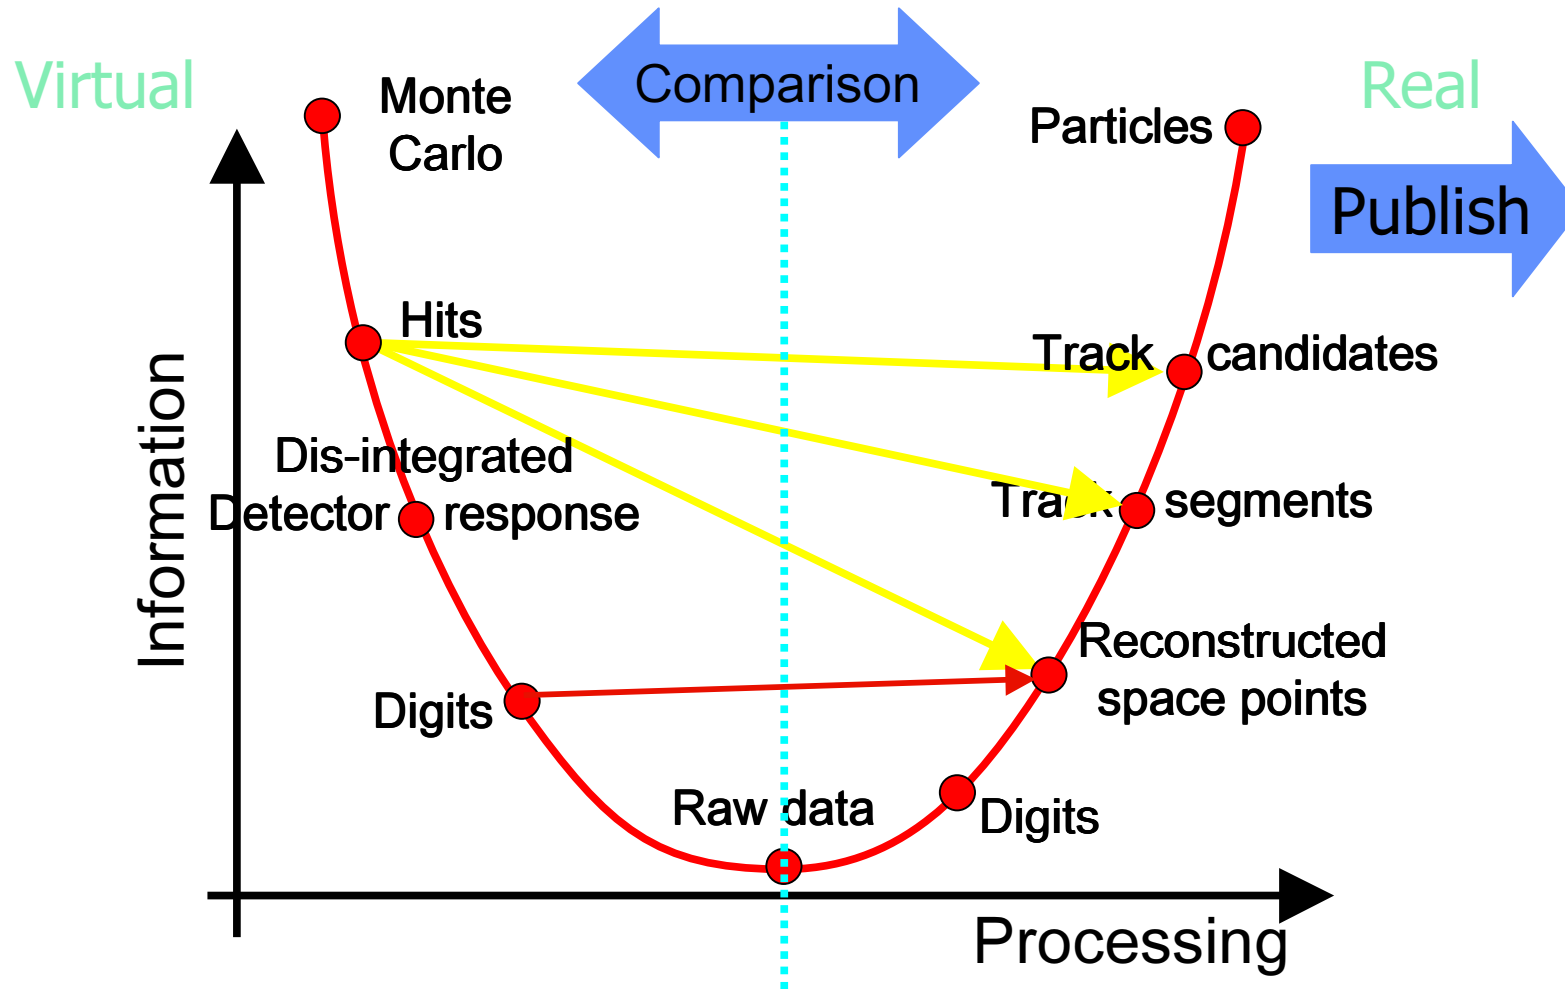 Virtual
Comparison
Real
Monte
Carlo
Particles
Publish
Hits
Track candidates
Dis-integrated
Detector response
Track segments
Information
Reconstructed
space points
Digits
Raw data
Digits
Processing